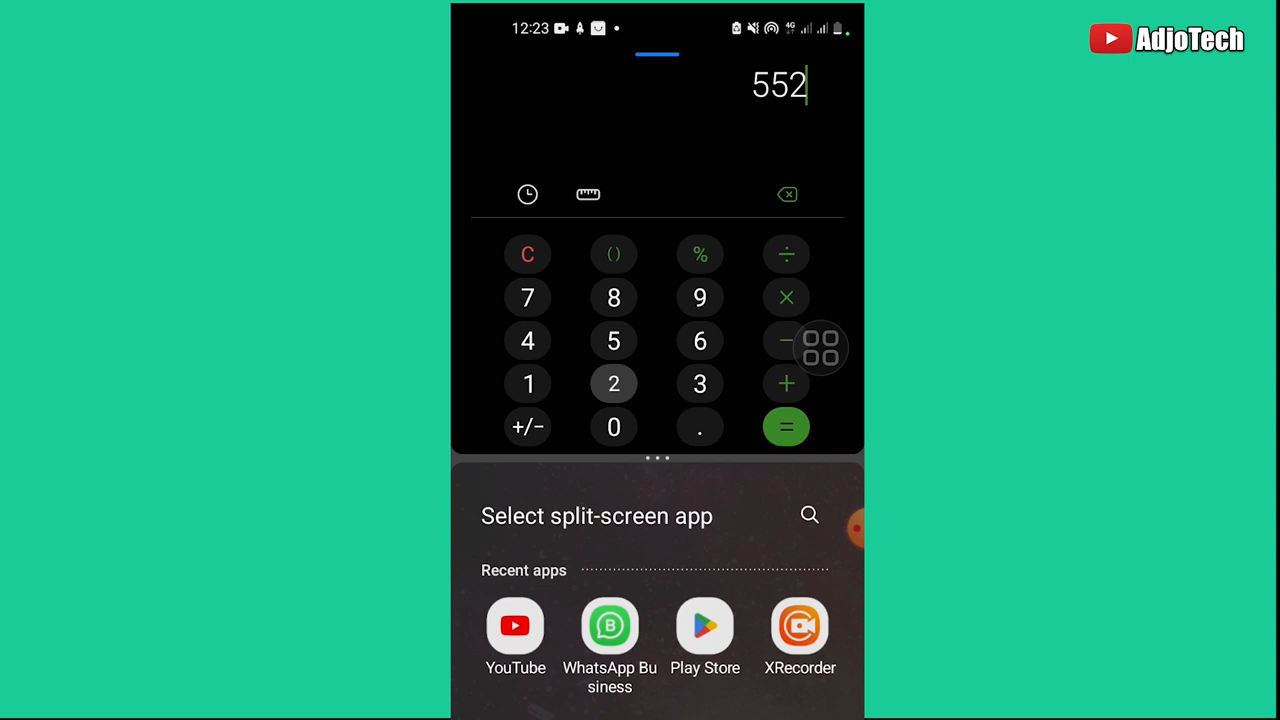 12:23 4G
AdjoTech
552
C () % ÷
7 8 9 ×
4 5 6 −
1 2 3 +
+/− 0 . =
Select split-screen app
Recent apps
YouTube WhatsApp Bu Play Store XRecorder
siness